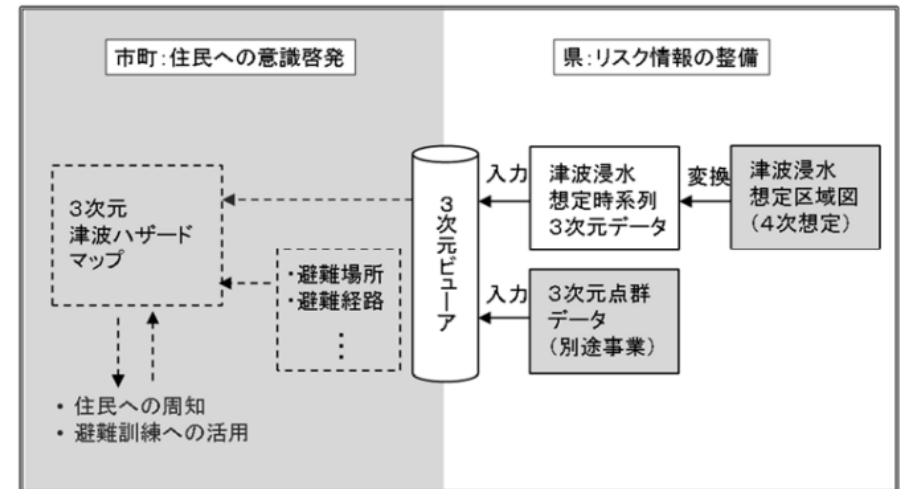 市町：住民への意識啓発
県：リスク情報の整備
3次元
津波ハザード
マップ
・避難場所
・避難経路
⋮
・ 住民への周知
・ 避難訓練への活用
3次元ビューア
入力
津波浸水
想定時系列
3次元データ
変換
津波浸水
想定区域図
（4次想定）
入力
3次元点群
データ
（別途事業）